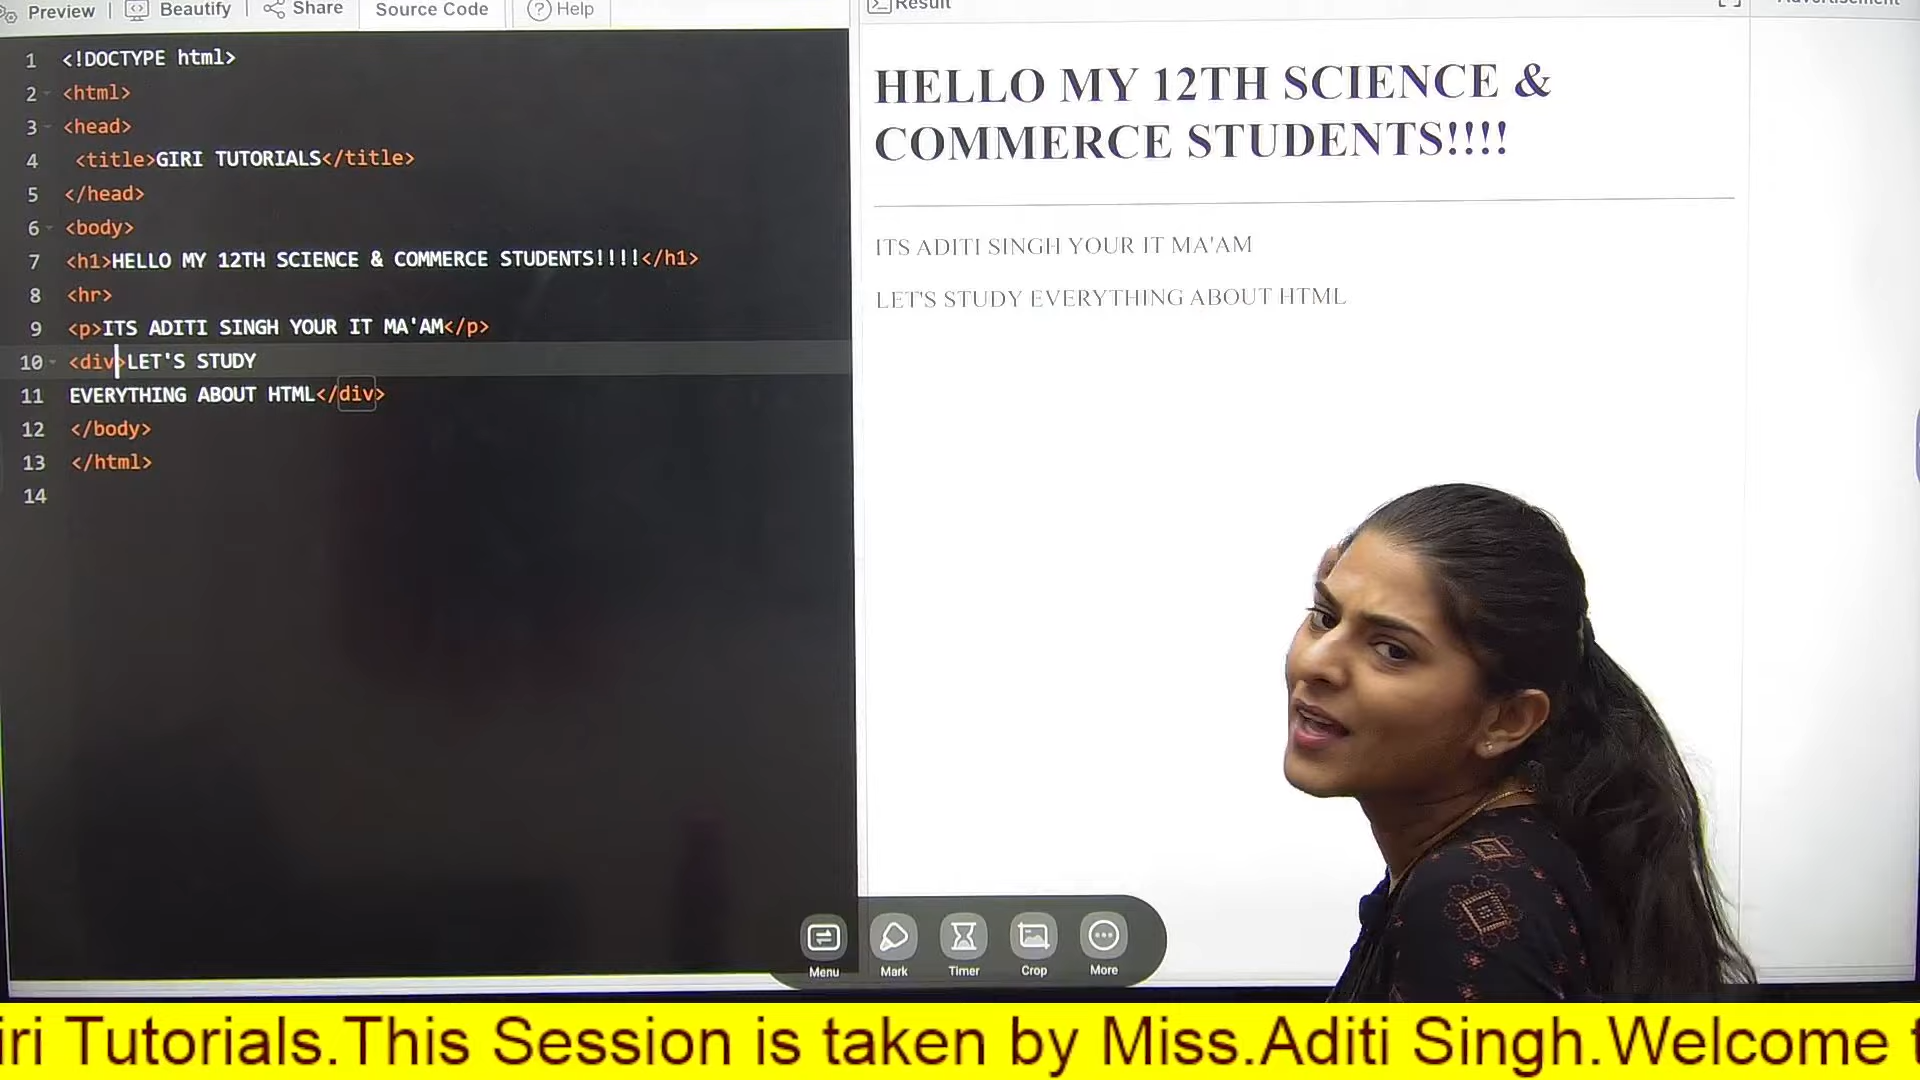 Preview | Beautify | Share Source Code Help
Result
1 <!DOCTYPE html>
2 <html>
3 <head>
4 <title>GIRI TUTORIALS</title>
5 </head>
6 <body>
7 <h1>HELLO MY 12TH SCIENCE & COMMERCE STUDENTS!!!!</h1>
8 <hr>
9 <p>ITS ADITI SINGH YOUR IT MA'AM</p>
10 <div>LET'S STUDY
11 EVERYTHING ABOUT HTML</div>
12 </body>
13 </html>
14
HELLO MY 12TH SCIENCE &
COMMERCE STUDENTS!!!!
ITS ADITI SINGH YOUR IT MA'AM
LET'S STUDY EVERYTHING ABOUT HTML
Menu Mark Timer Crop More
iri Tutorials.This Session is taken by Miss.Aditi Singh.Welcome t